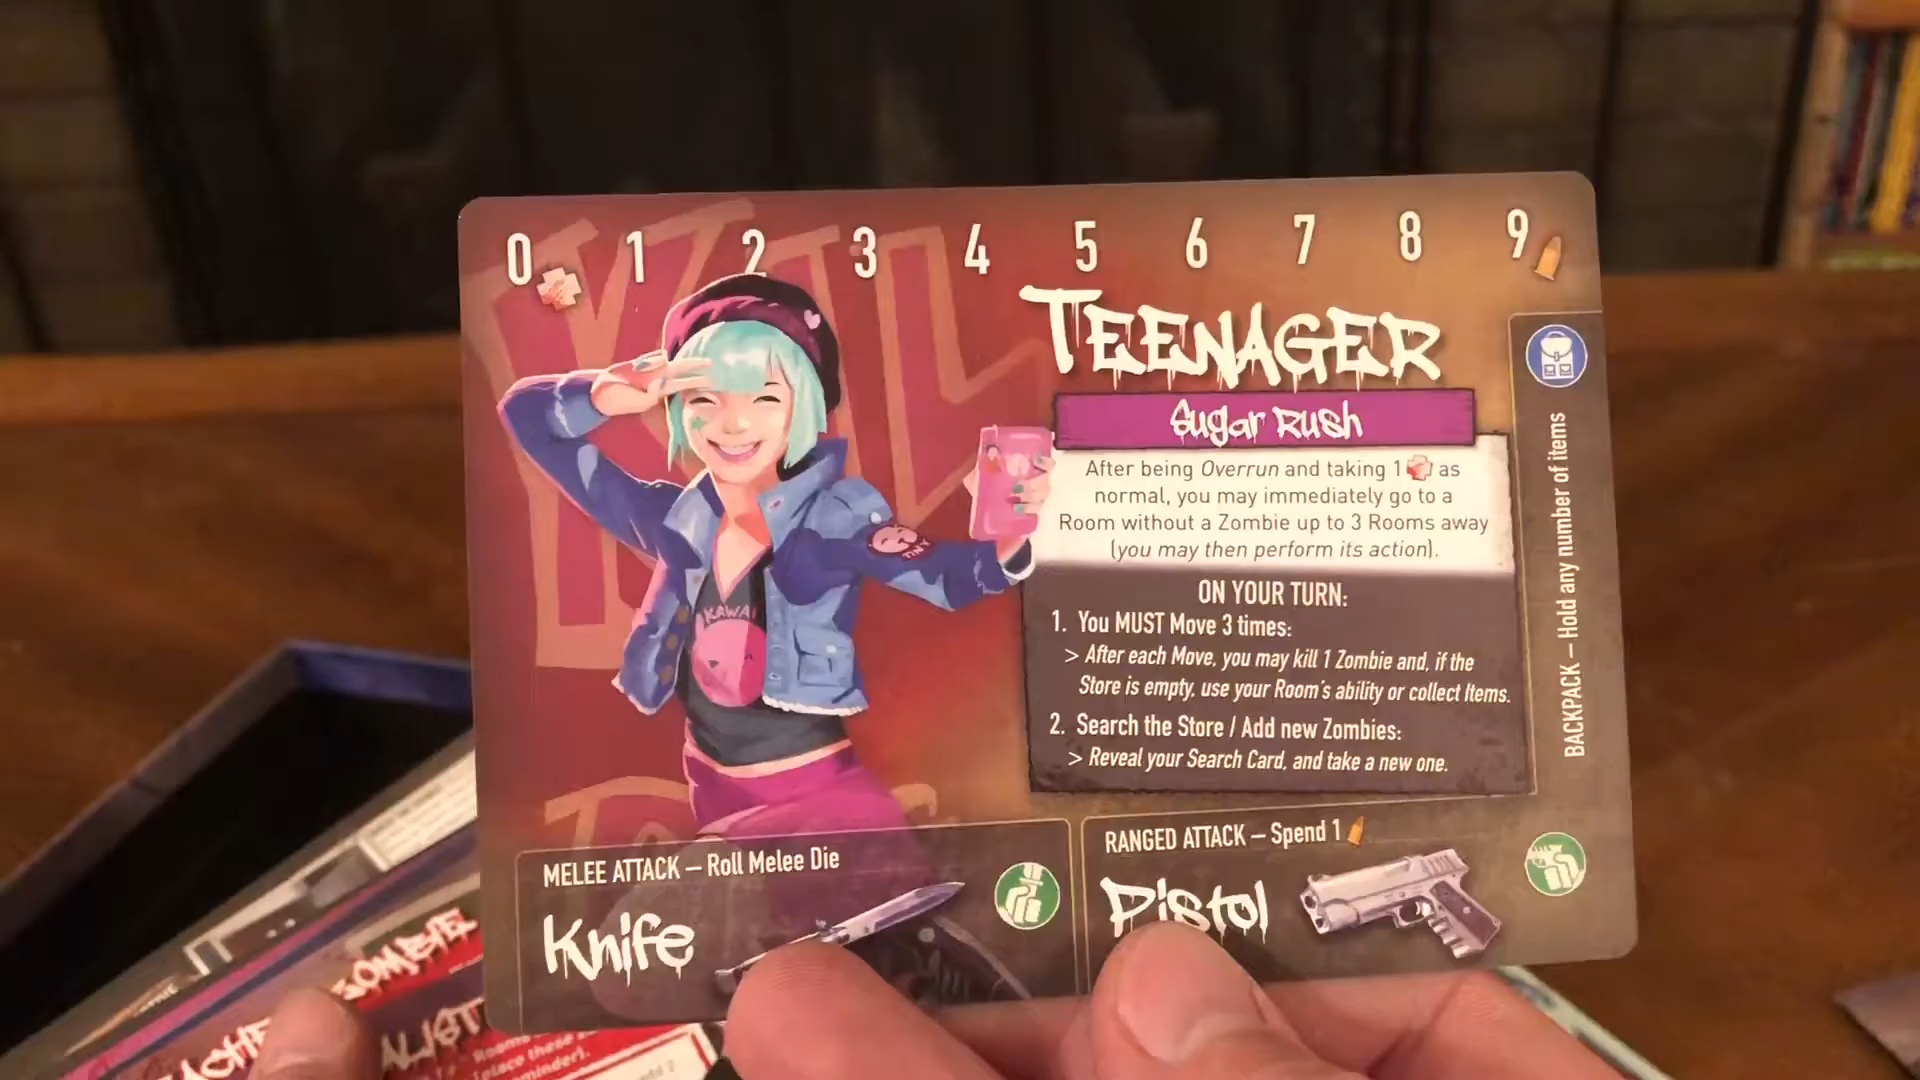 0 1 2 3 4 5 6 7 8 9
TEENAGER
Sugar Rush
After being Overrun and taking 1 as
normal, you may immediately go to a
Room without a Zombie up to 3 Rooms away
(you may then perform its action).
ON YOUR TURN:
1. You MUST Move 3 times:
> After each Move, you may kill 1 Zombie and, if the
Store is empty, use your Room's ability or collect Items.
2. Search the Store / Add new Zombies:
> Reveal your Search Card, and take a new one.
BACKPACK – Hold any number of items
KAWAI
TINY
MELEE ATTACK – Roll Melee Die
Knife
RANGED ATTACK – Spend 1
Pistol
ZOMBIE
Rooms
place these